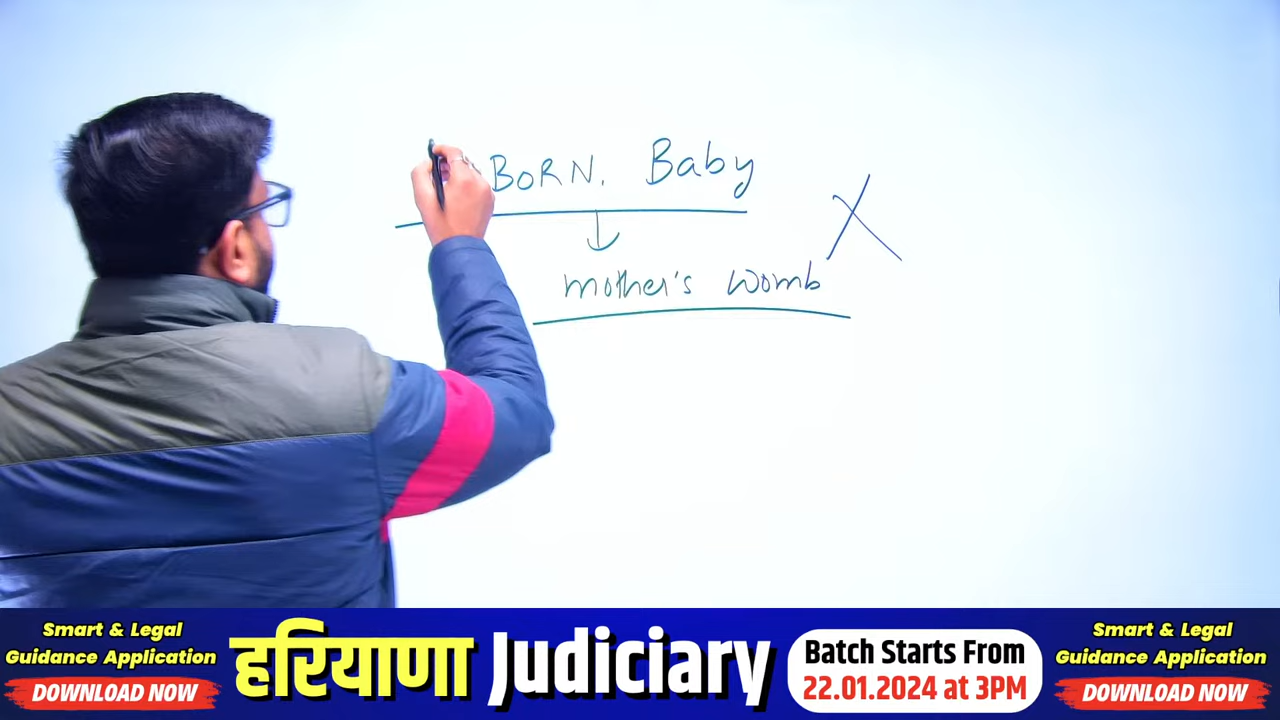 BORN. Baby
mother's womb
Smart & Legal
Guidance Application
DOWNLOAD NOW
हरियाणा Judiciary
Batch Starts From
22.01.2024 at 3PM
Smart & Legal
Guidance Application
DOWNLOAD NOW